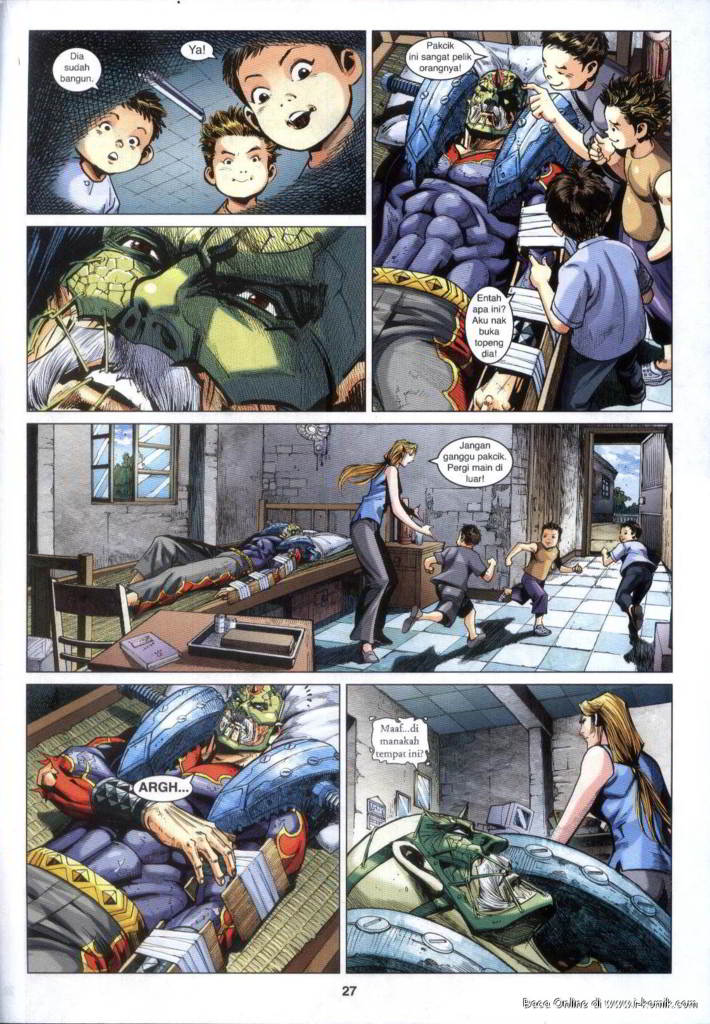 Dia
sudah
bangun.
Ya!
Pakcik
ini sangat pelik
orangnya!
Entah
apa ini?
Aku nak
buka
topeng
dia!
Jangan
ganggu pakcik.
Pergi main di
luar!
ARGH...
Maaf...di
manakah
tempat ini?
27
Baca Online di www.i-komik.com